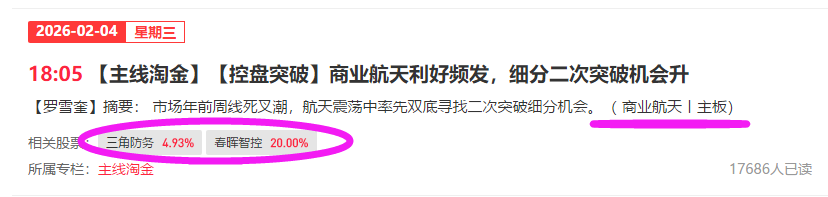 2026-02-04 星期三
18:05 【主线淘金】【控盘突破】商业航天利好频发，细分二次突破机会升
【罗雪奎】摘要： 市场年前周线死叉潮，航天震荡中率先双底寻找二次突破细分机会。（ 商业航天丨主板）
相关股票： 三角防务 4.93% 春晖智控 20.00%
所属专栏：主线淘金 17686人已读